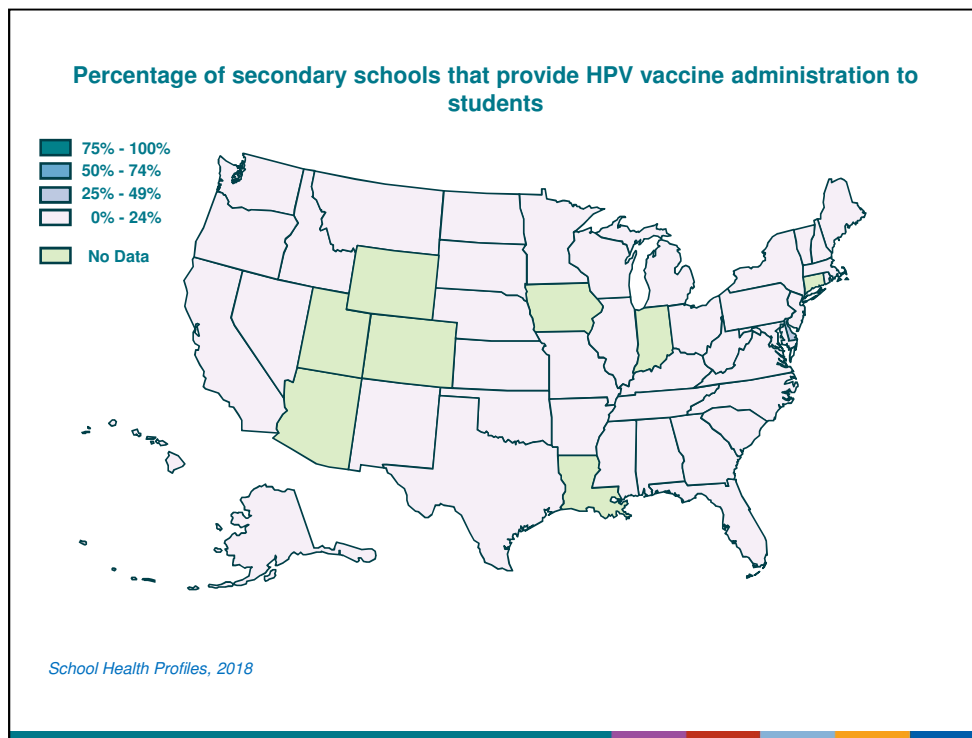 Percentage of secondary schools that provide HPV vaccine administration to
students
75% - 100%
50% - 74%
25% - 49%
0% - 24%
No Data
School Health Profiles, 2018